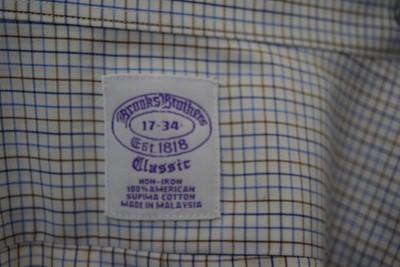 Brooks Brothers
17-34
Est. 1818
Classic
NON-IRON
100% AMERICAN
SUPIMA COTTON
MADE IN MALAYSIA